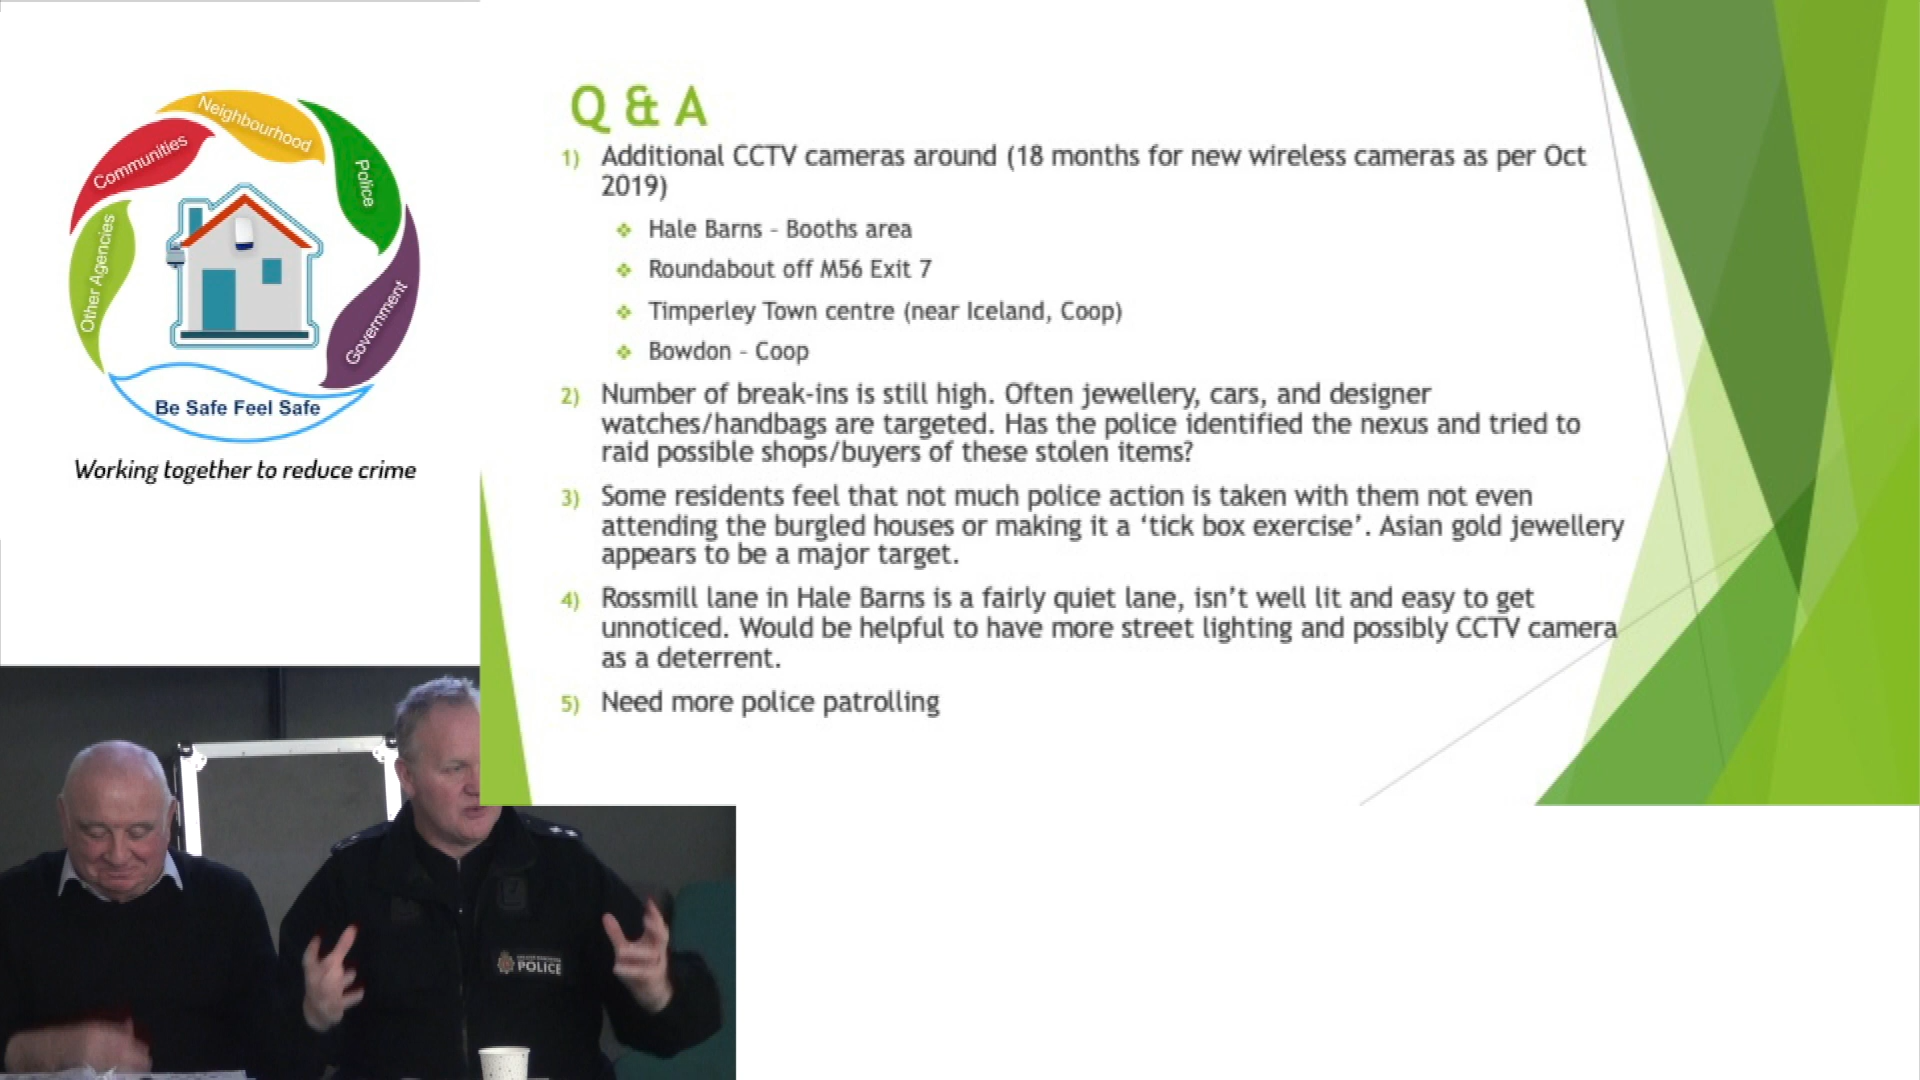 Neighbourhood
Communities
Police
Other Agencies
Government
Be Safe Feel Safe
Working together to reduce crime
Q & A
1) Additional CCTV cameras around (18 months for new wireless cameras as per Oct
2019)
❖ Hale Barns - Booths area
❖ Roundabout off M56 Exit 7
❖ Timperley Town centre (near Iceland, Coop)
❖ Bowdon - Coop
2) Number of break-ins is still high. Often jewellery, cars, and designer
watches/handbags are targeted. Has the police identified the nexus and tried to
raid possible shops/buyers of these stolen items?
3) Some residents feel that not much police action is taken with them not even
attending the burgled houses or making it a ‘tick box exercise’. Asian gold jewellery
appears to be a major target.
4) Rossmill lane in Hale Barns is a fairly quiet lane, isn’t well lit and easy to get
unnoticed. Would be helpful to have more street lighting and possibly CCTV camera
as a deterrent.
5) Need more police patrolling
POLICE